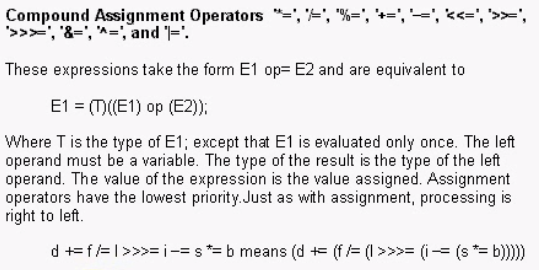 Compound Assignment Operators '*=', '/=', '%=', '+=', '-=', '<<=', '>>=',
'>>>=', '&=', '^=', and '|='.
These expressions take the form E1 op= E2 and are equivalent to
E1 = (T)((E1) op (E2));
Where T is the type of E1; except that E1 is evaluated only once. The left
operand must be a variable. The type of the result is the type of the left
operand. The value of the expression is the value assigned. Assignment
operators have the lowest priority.Just as with assignment, processing is
right to left.
d += f /= l >>>= i -= s *= b means (d += (f /= (l >>>= (i -= (s *= b)))))